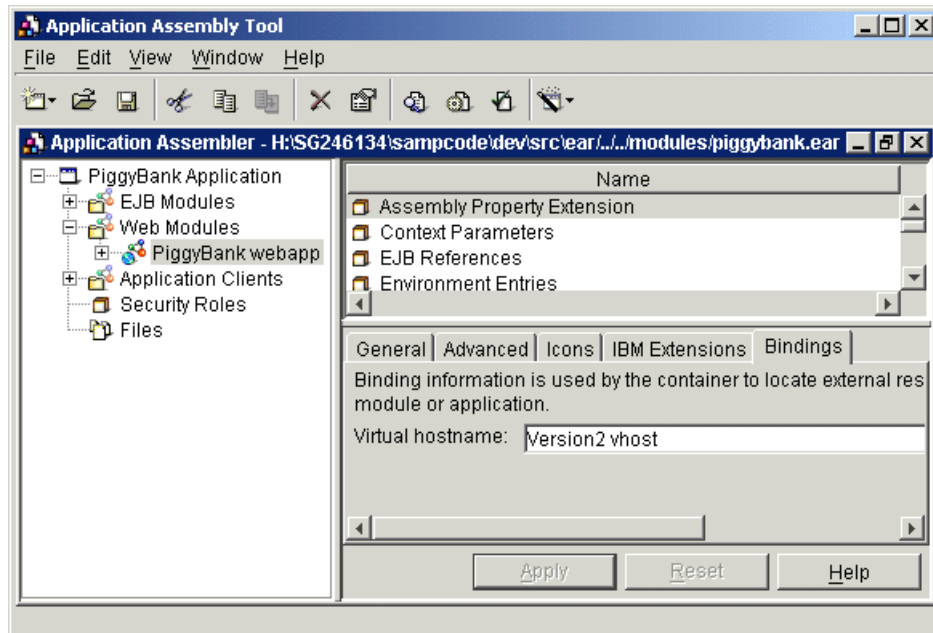 Application Assembly Tool
File Edit View Window Help
Application Assembler - H:\SG246134\sampcode\dev\src\ear/../../modules/piggybank.ear
PiggyBank Application
EJB Modules
Web Modules
PiggyBank webapp
Application Clients
Security Roles
Files
Name
Assembly Property Extension
Context Parameters
EJB References
Environment Entries
General Advanced Icons IBM Extensions Bindings
Binding information is used by the container to locate external res
module or application.
Virtual hostname: Version2 vhost
Apply Reset Help